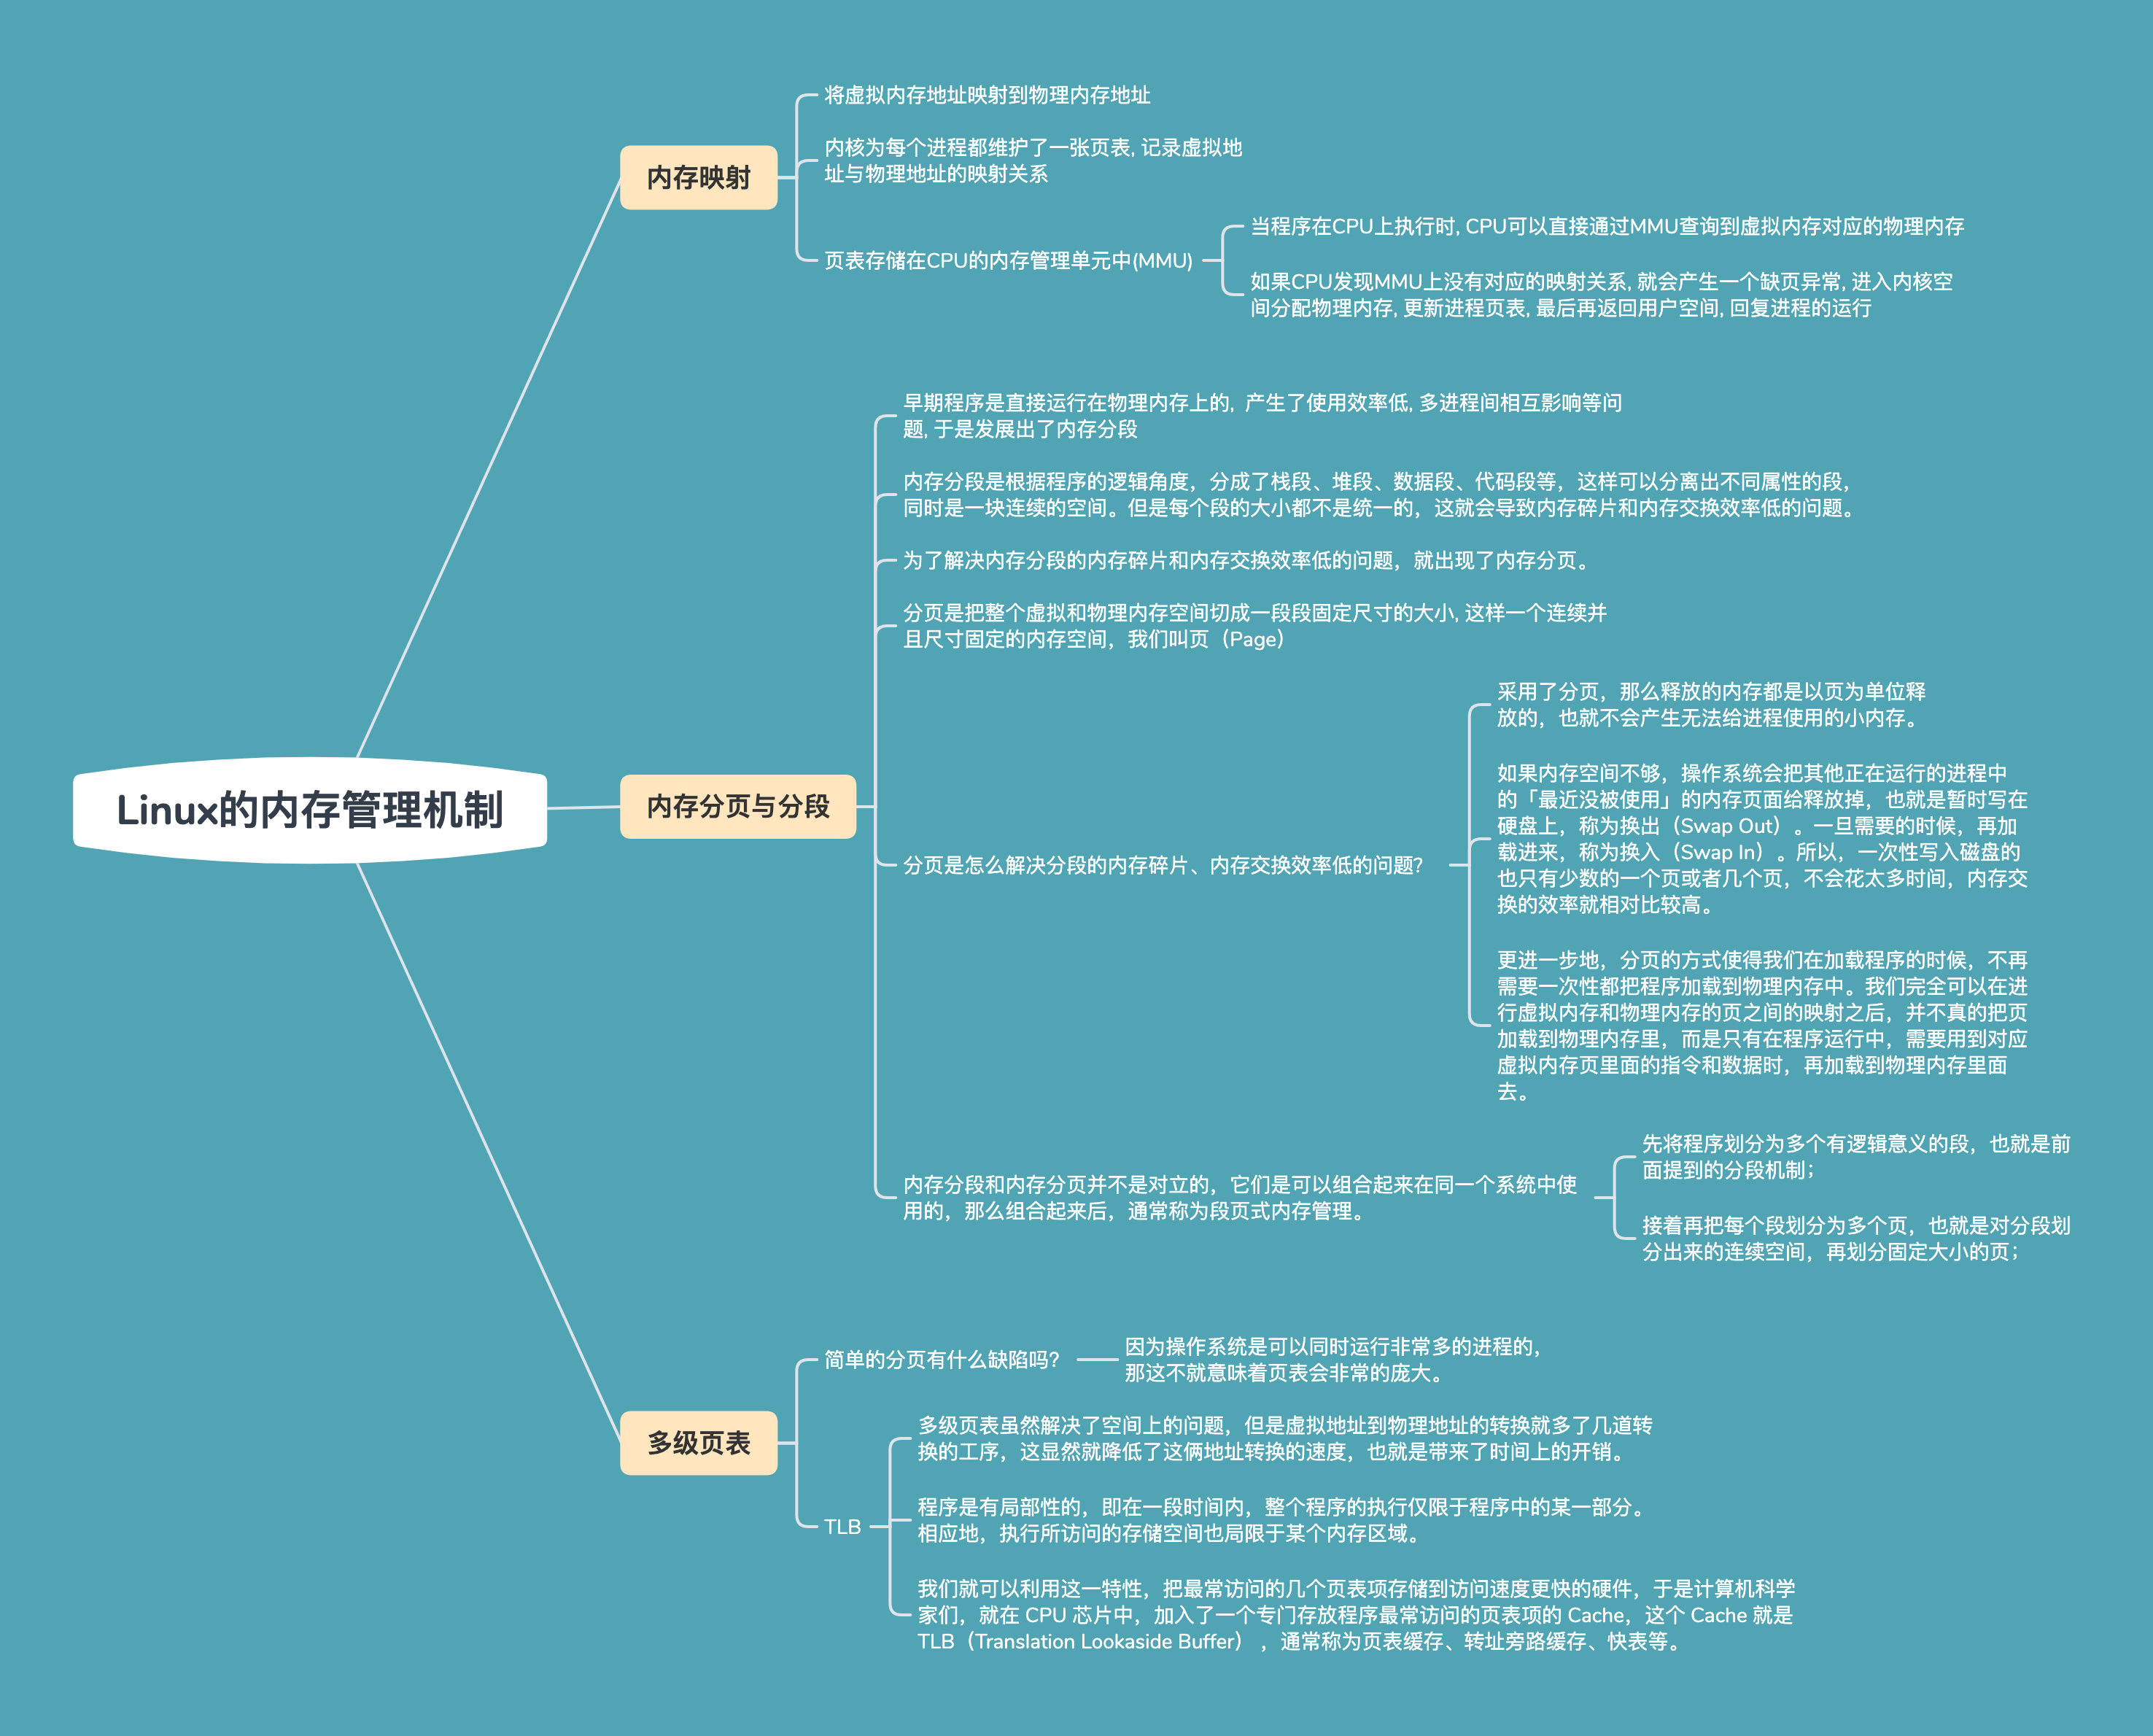 将虚拟内存地址映射到物理内存地址
内核为每个进程都维护了一张页表, 记录虚拟地
址与物理地址的映射关系
内存映射
页表存储在CPU的内存管理单元中(MMU)
当程序在CPU上执行时, CPU可以直接通过MMU查询到虚拟内存对应的物理内存
如果CPU发现MMU上没有对应的映射关系, 就会产生一个缺页异常, 进入内核空
间分配物理内存, 更新进程页表, 最后再返回用户空间, 回复进程的运行
早期程序是直接运行在物理内存上的, 产生了使用效率低, 多进程间相互影响等问
题, 于是发展出了内存分段
内存分段是根据程序的逻辑角度，分成了栈段、堆段、数据段、代码段等，这样可以分离出不同属性的段，
同时是一块连续的空间。但是每个段的大小都不是统一的，这就会导致内存碎片和内存交换效率低的问题。
为了解决内存分段的内存碎片和内存交换效率低的问题，就出现了内存分页。
分页是把整个虚拟和物理内存空间切成一段段固定尺寸的大小, 这样一个连续并
且尺寸固定的内存空间，我们叫页（Page）
Linux的内存管理机制
内存分页与分段
分页是怎么解决分段的内存碎片、内存交换效率低的问题？
采用了分页，那么释放的内存都是以页为单位释
放的，也就不会产生无法给进程使用的小内存。
如果内存空间不够，操作系统会把其他正在运行的进程中
的「最近没被使用」的内存页面给释放掉，也就是暂时写在
硬盘上，称为换出（Swap Out）。一旦需要的时候，再加
载进来，称为换入（Swap In）。所以，一次性写入磁盘的
也只有少数的一个页或者几个页，不会花太多时间，内存交
换的效率就相对比较高。
更进一步地，分页的方式使得我们在加载程序的时候，不再
需要一次性都把程序加载到物理内存中。我们完全可以在进
行虚拟内存和物理内存的页之间的映射之后，并不真的把页
加载到物理内存里，而是只有在程序运行中，需要用到对应
虚拟内存页里面的指令和数据时，再加载到物理内存里面
去。
内存分段和内存分页并不是对立的，它们是可以组合起来在同一个系统中使
用的，那么组合起来后，通常称为段页式内存管理。
先将程序划分为多个有逻辑意义的段，也就是前
面提到的分段机制；
接着再把每个段划分为多个页，也就是对分段划
分出来的连续空间，再划分固定大小的页；
多级页表
简单的分页有什么缺陷吗？
因为操作系统是可以同时运行非常多的进程的，
那这不就意味着页表会非常的庞大。
TLB
多级页表虽然解决了空间上的问题，但是虚拟地址到物理地址的转换就多了几道转
换的工序，这显然就降低了这俩地址转换的速度，也就是带来了时间上的开销。
程序是有局部性的，即在一段时间内，整个程序的执行仅限于程序中的某一部分。
相应地，执行所访问的存储空间也局限于某个内存区域。
我们就可以利用这一特性，把最常访问的几个页表项存储到访问速度更快的硬件，于是计算机科学
家们，就在 CPU 芯片中，加入了一个专门存放程序最常访问的页表项的 Cache，这个 Cache 就是
TLB（Translation Lookaside Buffer） ，通常称为页表缓存、转址旁路缓存、快表等。